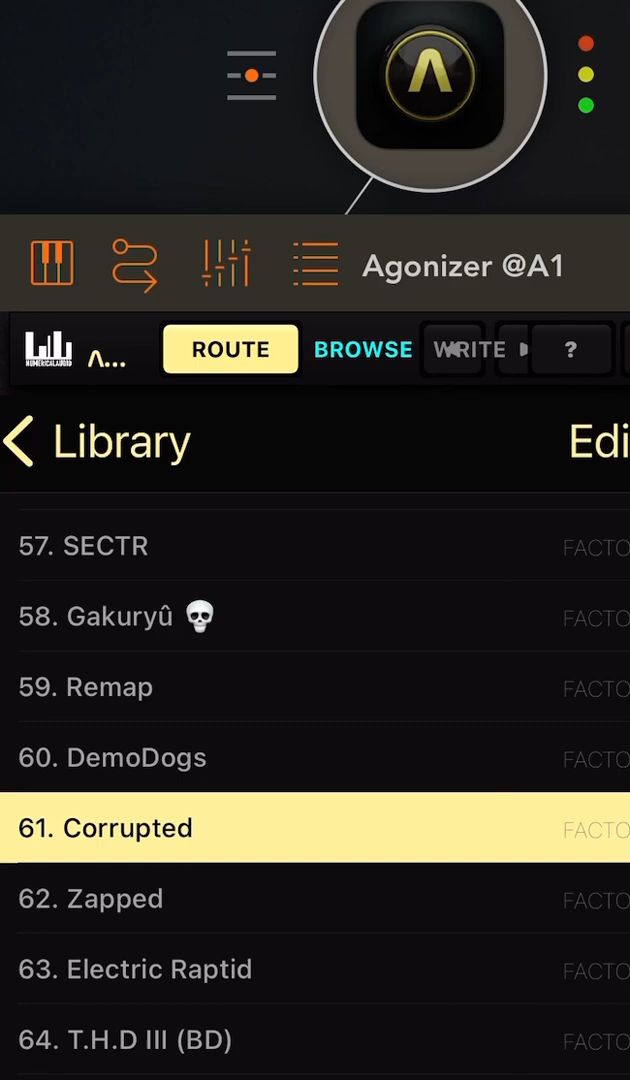 Agonizer @A1
NUMERICALAUDIO Λ... ROUTE BROWSE WRITE ?
Library Edi
57. SECTR FACTO
58. Gakuryû 💀 FACTO
59. Remap FACTO
60. DemoDogs FACTO
61. Corrupted FACTO
62. Zapped FACTO
63. Electric Raptid FACTO
64. T.H.D III (BD) FACTO